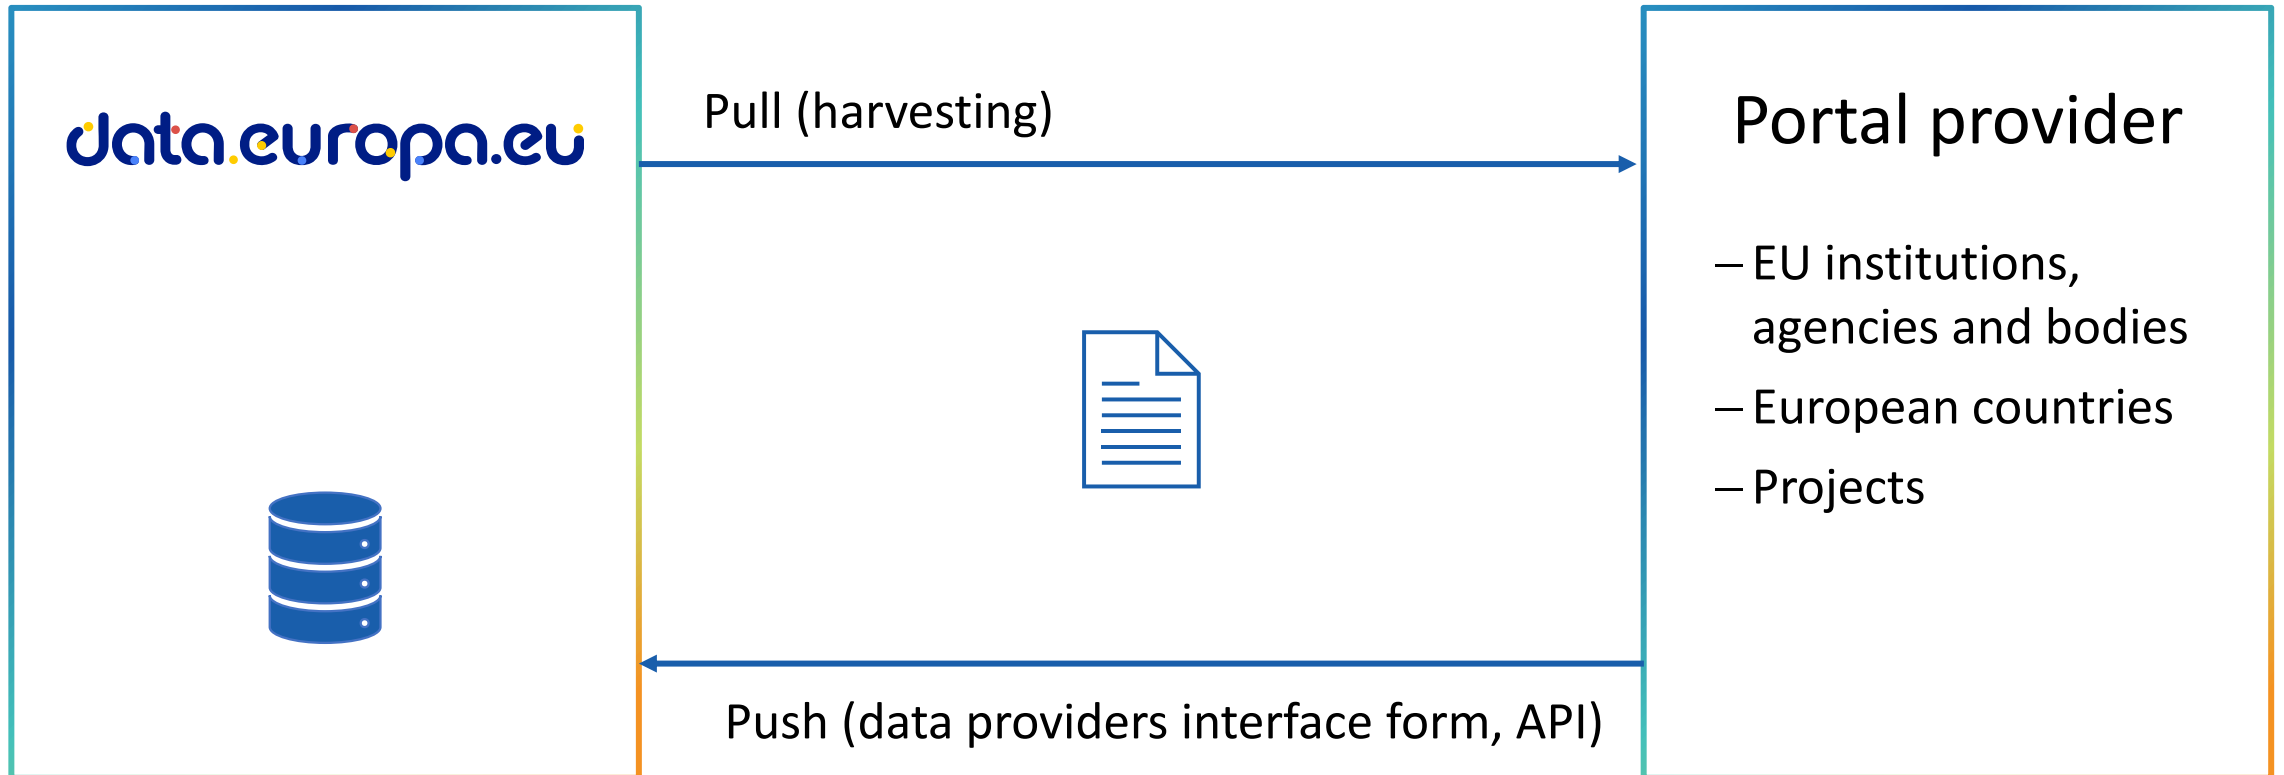 data.europa.eu
Pull (harvesting)
Portal provider
– EU institutions,
agencies and bodies
– European countries
– Projects
Push (data providers interface form, API)